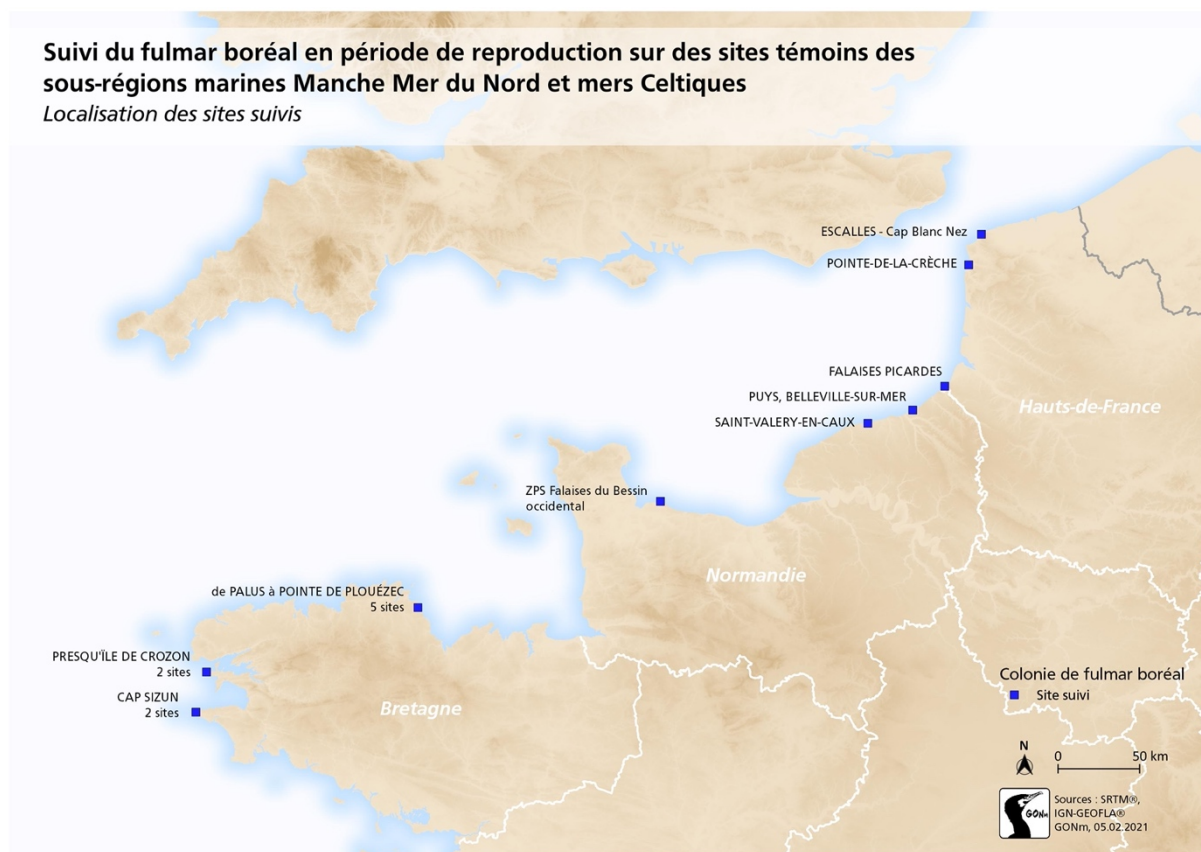 Suivi du fulmar boréal en période de reproduction sur des sites témoins des
sous-régions marines Manche Mer du Nord et mers Celtiques
Localisation des sites suivis
ESCALLES - Cap Blanc Nez
POINTE-DE-LA-CRÈCHE
FALAISES PICARDES
PUYS, BELLEVILLE-SUR-MER
SAINT-VALERY-EN-CAUX
Hauts-de-France
ZPS Falaises du Bessin
occidental
Normandie
de PALUS à POINTE DE PLOUÉZEC
5 sites
PRESQU'ÏLE DE CROZON
2 sites
CAP SIZUN
2 sites
Bretagne
Colonie de fulmar boréal
Site suivi
N
0 50 km
GONm
Sources : SRTM®,
IGN-GEOFLA®
GONm, 05.02.2021